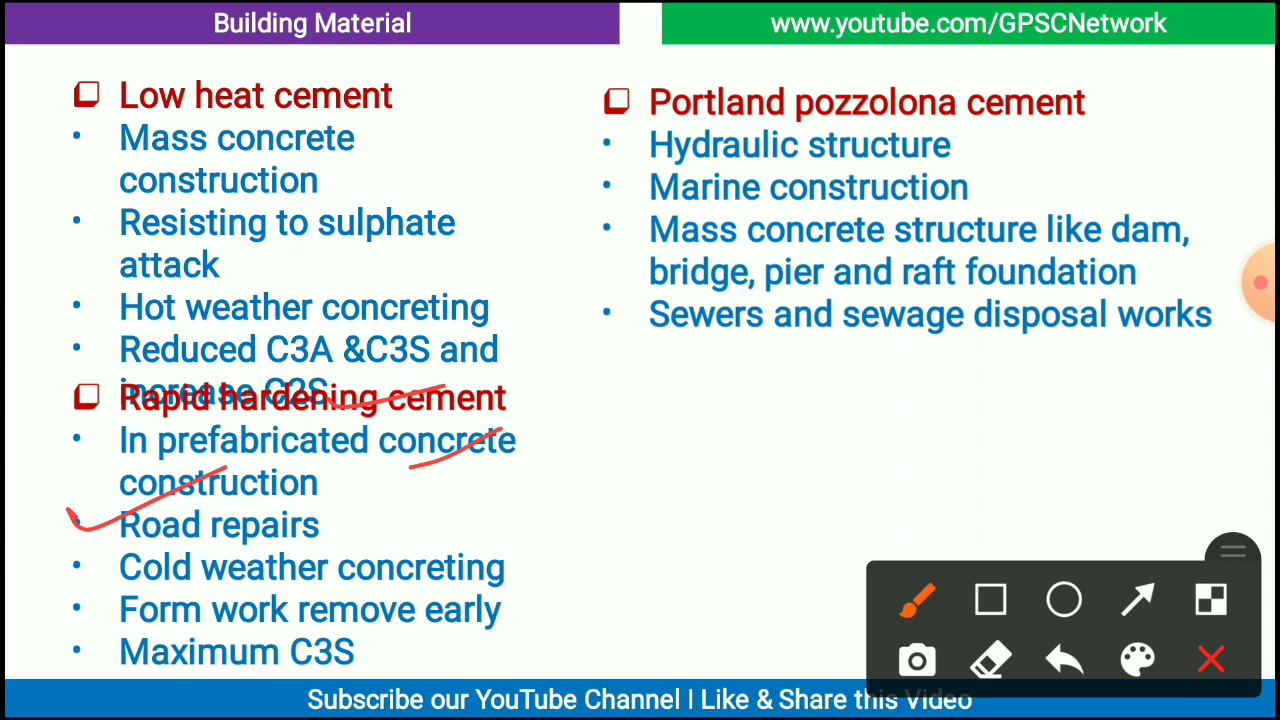 Building Material
www.youtube.com/GPSCNetwork
Low heat cement
Mass concrete
construction
Resisting to sulphate
attack
Hot weather concreting
Reduced C3A &C3S and
increase C2S
Rapid hardening cement
In prefabricated concrete
construction
Road repairs
Cold weather concreting
Form work remove early
Maximum C3S
Portland pozzolona cement
Hydraulic structure
Marine construction
Mass concrete structure like dam,
bridge, pier and raft foundation
Sewers and sewage disposal works
Subscribe our YouTube Channel I Like & Share this Video